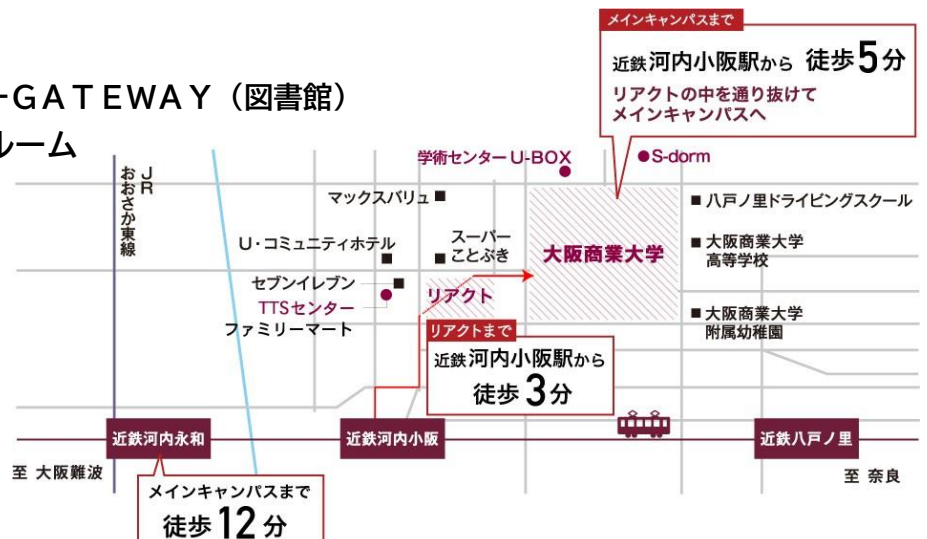 メインキャンパスまで
近鉄河内小阪駅から 徒歩5分
リアクトの中を通り抜けて
メインキャンパスへ
GATEWAY（図書館）
ルーム
JR
おおさか東線
学術センターU-BOX
S-dorm
マックスバリュ
八戸ノ里ドライビングスクール
U・コミュニティホテル
スーパー
ことぶき
大阪商業大学
大阪商業大学
高等学校
セブンイレブン
リアクト
TTSセンター
ファミリーマート
大阪商業大学
附属幼稚園
リアクトまで
近鉄河内小阪駅から
徒歩3分
近鉄河内永和
近鉄河内小阪
近鉄八戸ノ里
至 大阪難波
至 奈良
メインキャンパスまで
徒歩12分